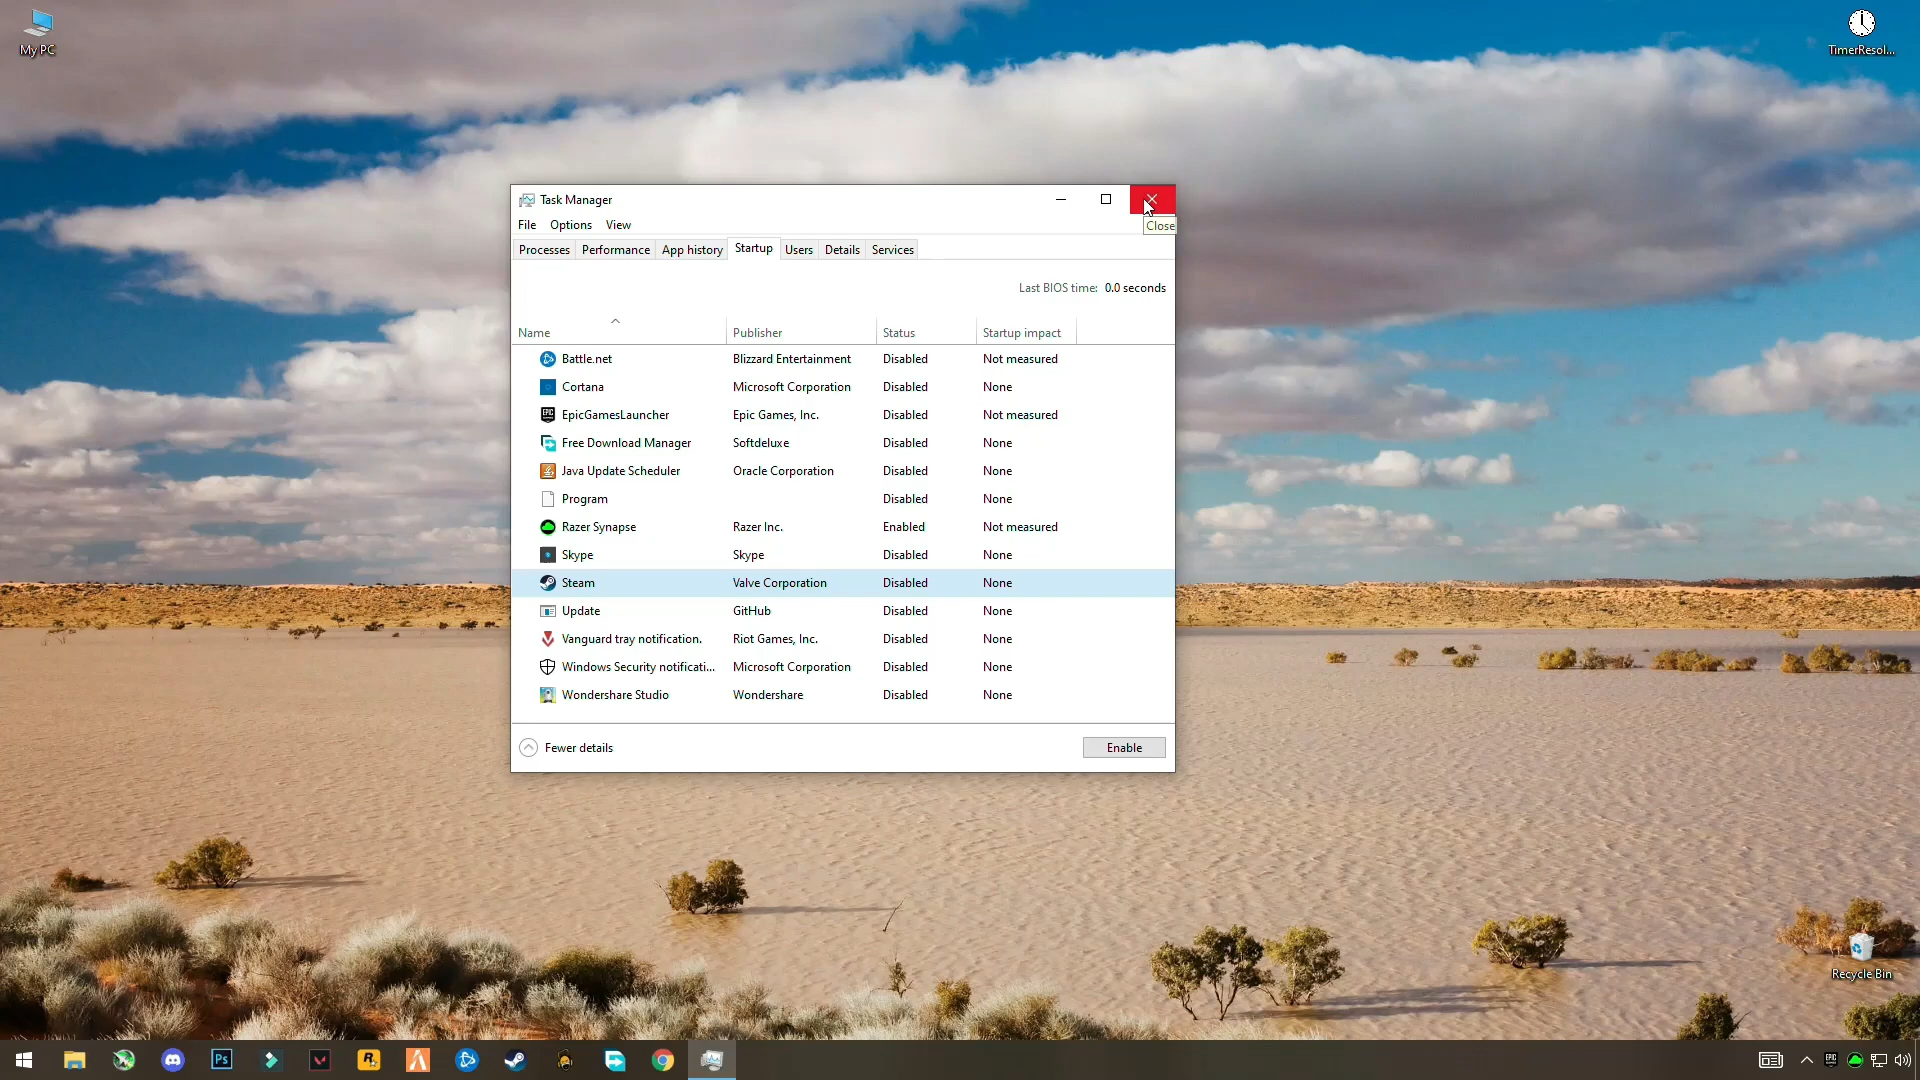 My PC
TimerResol...
Task Manager
Close
File Options View
Processes Performance App history Startup Users Details Services
Last BIOS time: 0.0 seconds
Name Publisher Status Startup impact
Battle.net Blizzard Entertainment Disabled Not measured
Cortana Microsoft Corporation Disabled None
EpicGamesLauncher Epic Games, Inc. Disabled Not measured
Free Download Manager Softdeluxe Disabled None
Java Update Scheduler Oracle Corporation Disabled None
Program Disabled None
Razer Synapse Razer Inc. Enabled Not measured
Skype Skype Disabled None
Steam Valve Corporation Disabled None
Update GitHub Disabled None
Vanguard tray notification. Riot Games, Inc. Disabled None
Windows Security notificati... Microsoft Corporation Disabled None
Wondershare Studio Wondershare Disabled None
Fewer details Enable
Recycle Bin
Ps
R
EPIC